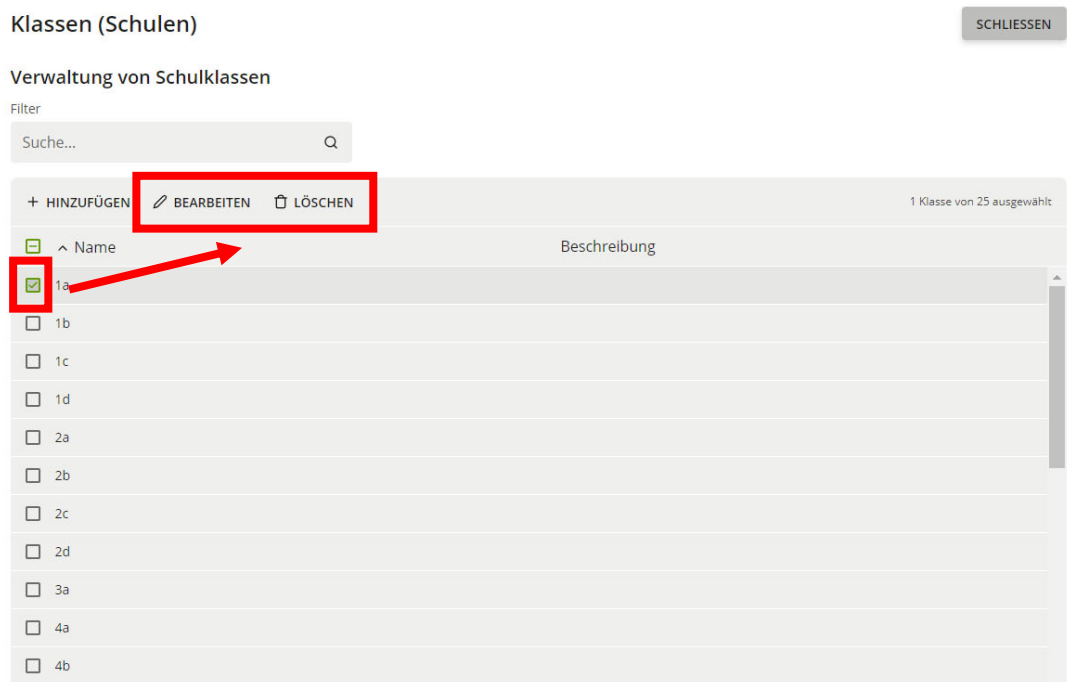 Klassen (Schulen)
SCHLIESSEN
Verwaltung von Schulklassen
Filter
Suche...
HINZUFÜGEN BEARBEITEN LÖSCHEN 1 Klasse von 25 ausgewählt
Name Beschreibung
1a
1b
1c
1d
2a
2b
2c
2d
3a
4a
4b